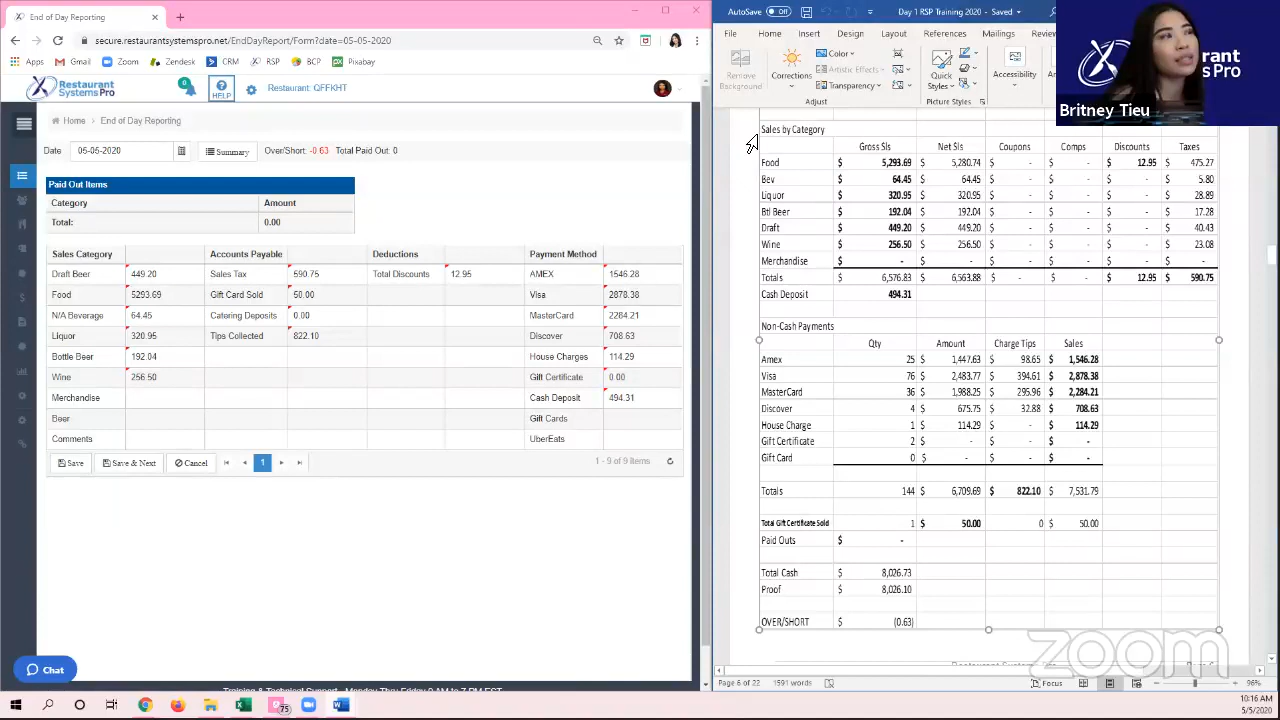 End of Day Reporting
secure.restaurantsystemspro.net/EndDayReport/Form?date=05-05-2020
Apps Gmail Zoom Zendesk CRM RSP BCP Pixabay
Restaurant Systems Pro
0
? HELP
Restaurant: QFFKHT
Home > End of Day Reporting
Date 05-05-2020 Summary Over/Short: -0.63 Total Paid Out: 0
Paid Out Items
Category Amount
Total: 0.00
Sales Category Accounts Payable Deductions Payment Method
Draft Beer 449.20 Sales Tax 590.75 Total Discounts 12.95 AMEX 1546.28
Food 5293.69 Gift Card Sold 50.00 Visa 2878.38
N/A Beverage 64.45 Catering Deposits 0.00 MasterCard 2284.21
Liquor 320.95 Tips Collected 822.10 Discover 708.63
Bottle Beer 192.04 House Charges 114.29
Wine 256.50 Gift Certificate 0.00
Merchandise Cash Deposit 494.31
Beer Gift Cards
Comments UberEats
Save Save & Next Cancel 1 1 - 9 of 9 items
Chat
AutoSave Off Day 1 RSP Training 2020 - Saved
File Home Insert Design Layout References Mailings
Remove Background Corrections Color Artistic Effects Transparency Quick Styles Accessibility
Adjust Picture Styles
Restaurant Systems Pro
Britney Tieu
Sales by Category
Gross Sls Net Sls Coupons Comps Discounts Taxes
Food $ 5,293.69 $ 5,280.74 $ - $ - $ 12.95 $ 475.27
Bev $ 64.45 $ 64.45 $ - $ - $ - $ 5.80
Liquor $ 320.95 $ 320.95 $ - $ - $ - $ 28.89
Btl Beer $ 192.04 $ 192.04 $ - $ - $ - $ 17.28
Draft $ 449.20 $ 449.20 $ - $ - $ - $ 40.43
Wine $ 256.50 $ 256.50 $ - $ - $ - $ 23.08
Merchandise $ - $ - $ - $ - $ - $ -
Totals $ 6,576.83 $ 6,563.88 $ - $ - $ 12.95 $ 590.75
Cash Deposit 494.31
Non-Cash Payments
Qty Amount Charge Tips Sales
Amex 25 $ 1,447.63 $ 98.65 $ 1,546.28
Visa 76 $ 2,483.77 $ 394.61 $ 2,878.38
MasterCard 36 $ 1,988.25 $ 295.96 $ 2,284.21
Discover 4 $ 675.75 $ 32.88 $ 708.63
House Charge 1 $ 114.29 $ - $ 114.29
Gift Certificate 2 $ - $ - $ -
Gift Card 0 $ - $ - $ -
Totals 144 $ 6,709.69 $ 822.10 $ 7,531.79
Total Gift Certificate Sold 1 $ 50.00 0 $ 50.00
Paid Outs $ -
Total Cash $ 8,026.73
Proof $ 8,026.10
OVER/SHORT $ (0.63)
zoom
Page 6 of 22 1591 words Focus 96%
75
10:16 AM
5/5/2020